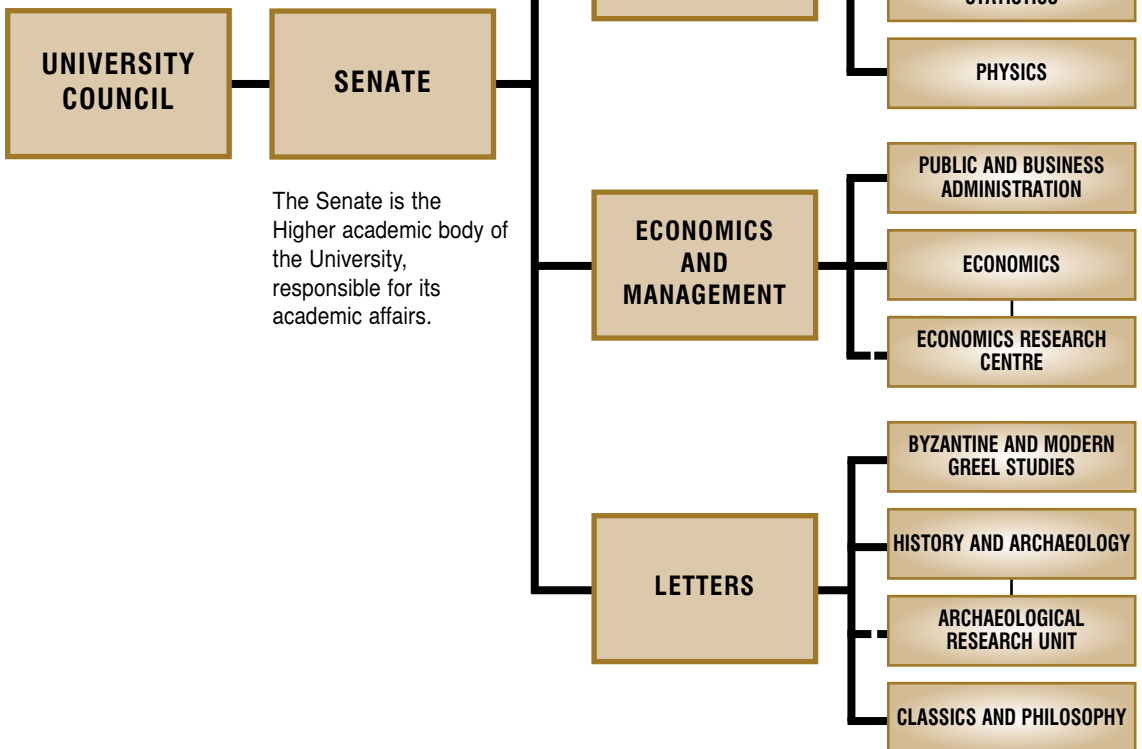 STATISTICS
UNIVERSITY
COUNCIL
SENATE
PHYSICS
The Senate is the
Higher academic body of
the University,
responsible for its
academic affairs.
ECONOMICS
AND
MANAGEMENT
PUBLIC AND BUSINESS
ADMINISTRATION
ECONOMICS
ECONOMICS RESEARCH
CENTRE
LETTERS
BYZANTINE AND MODERN
GREEL STUDIES
HISTORY AND ARCHAEOLOGY
ARCHAEOLOGICAL
RESEARCH UNIT
CLASSICS AND PHILOSOPHY